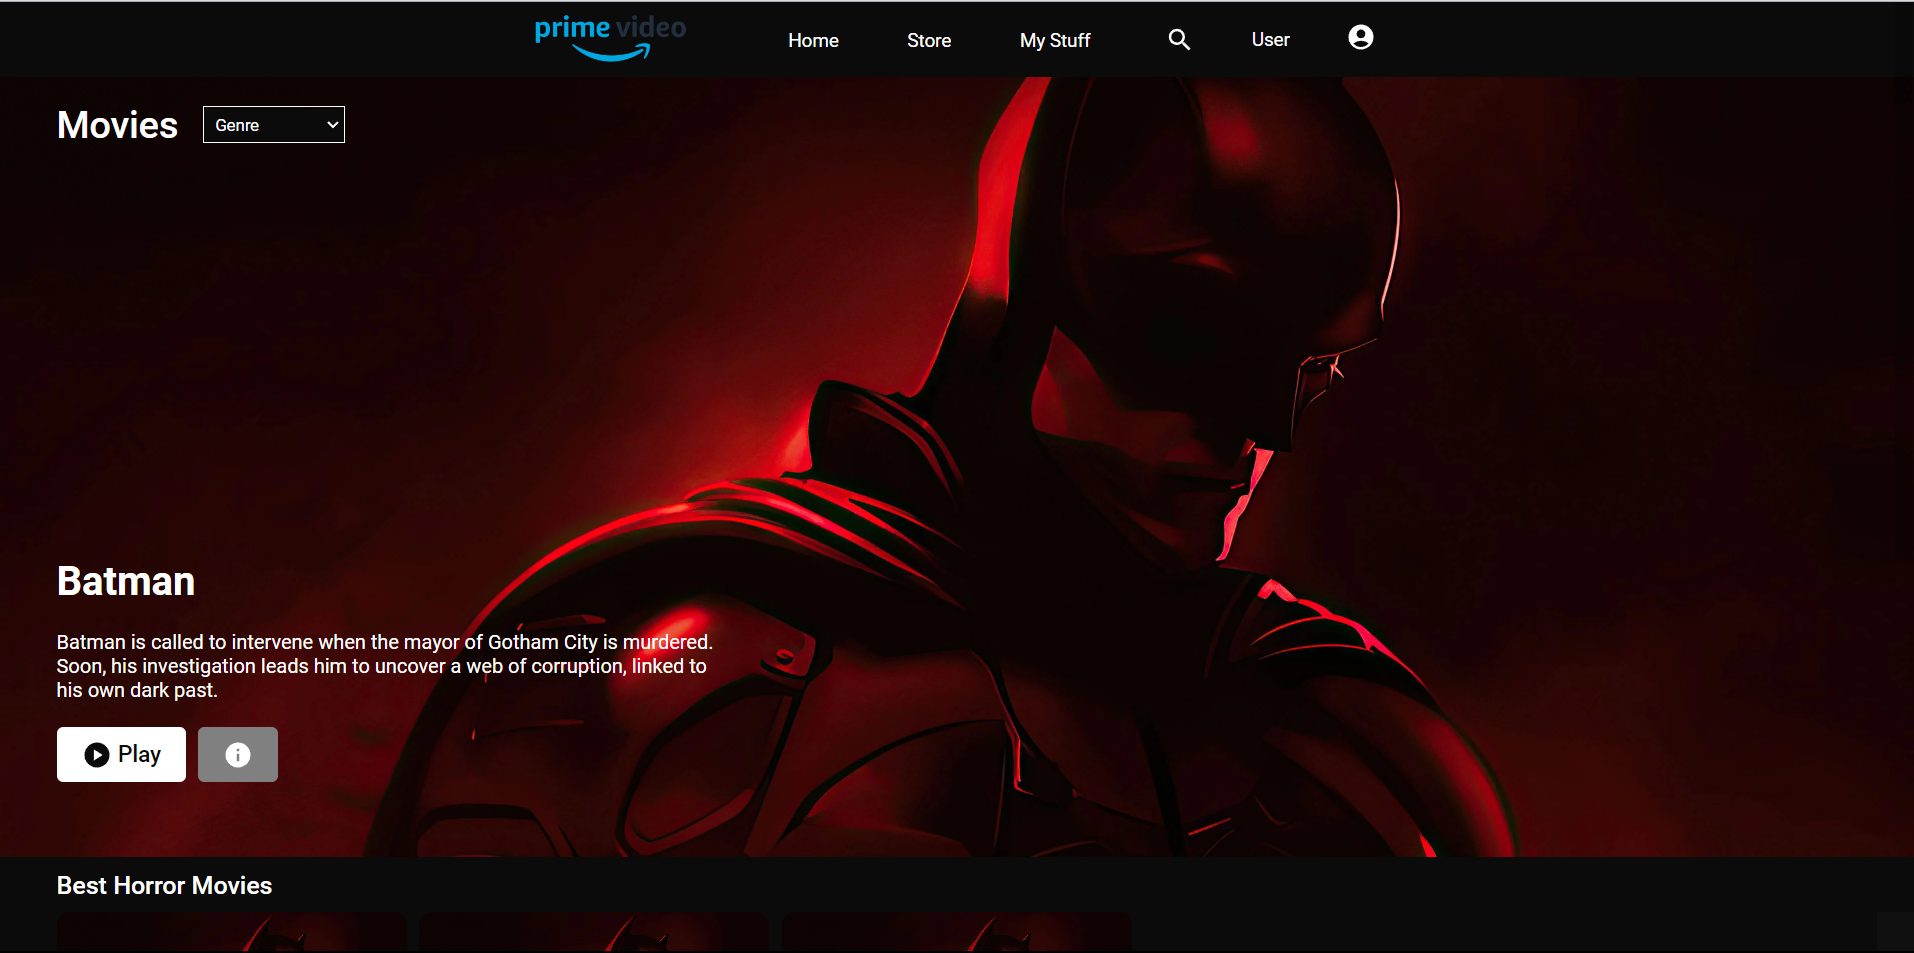 prime video
Home
Store
My Stuff
User
Movies
Genre
Batman
Batman is called to intervene when the mayor of Gotham City is murdered.
Soon, his investigation leads him to uncover a web of corruption, linked to
his own dark past.
Play
Best Horror Movies